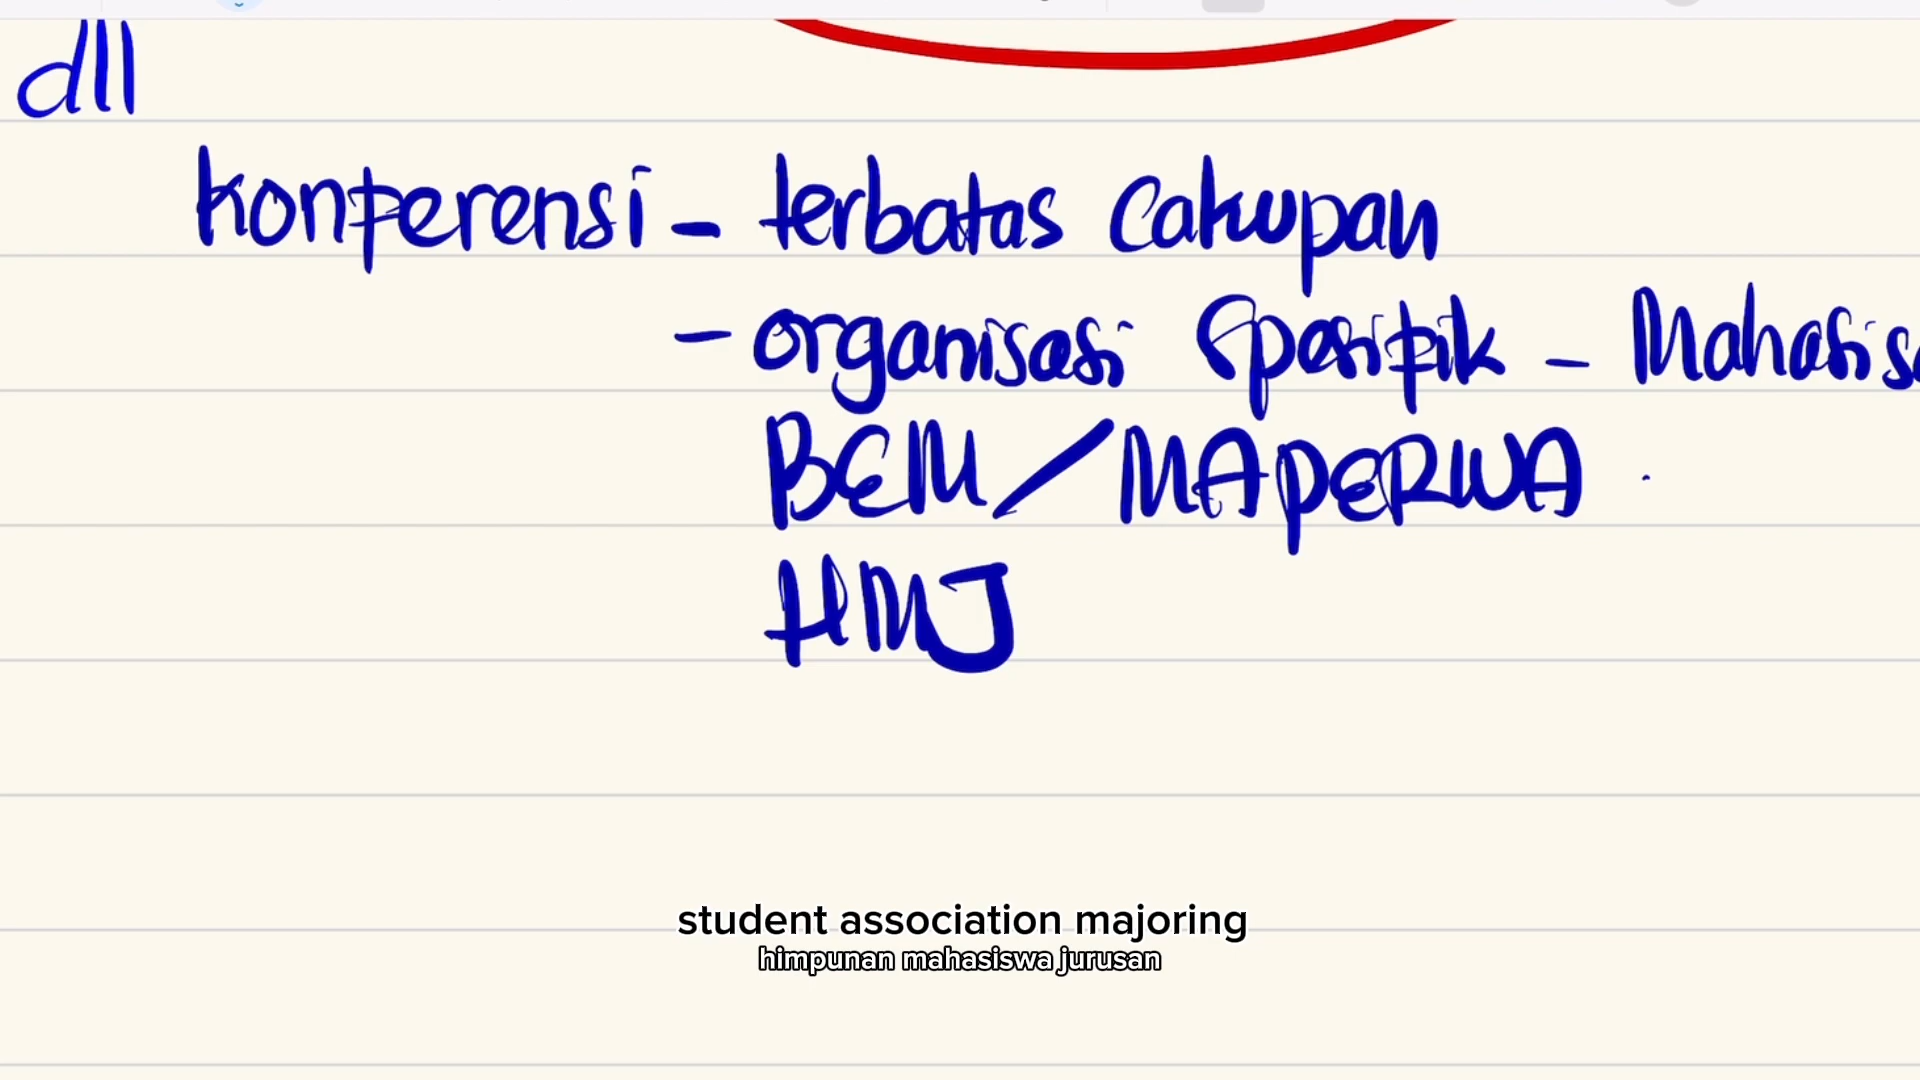 dll
konferensi - terbatas cakupan
- organisasi spesifik - Mahasis
BEM / MAPERWA
HMJ
student association majoring
himpunan mahasiswa jurusan